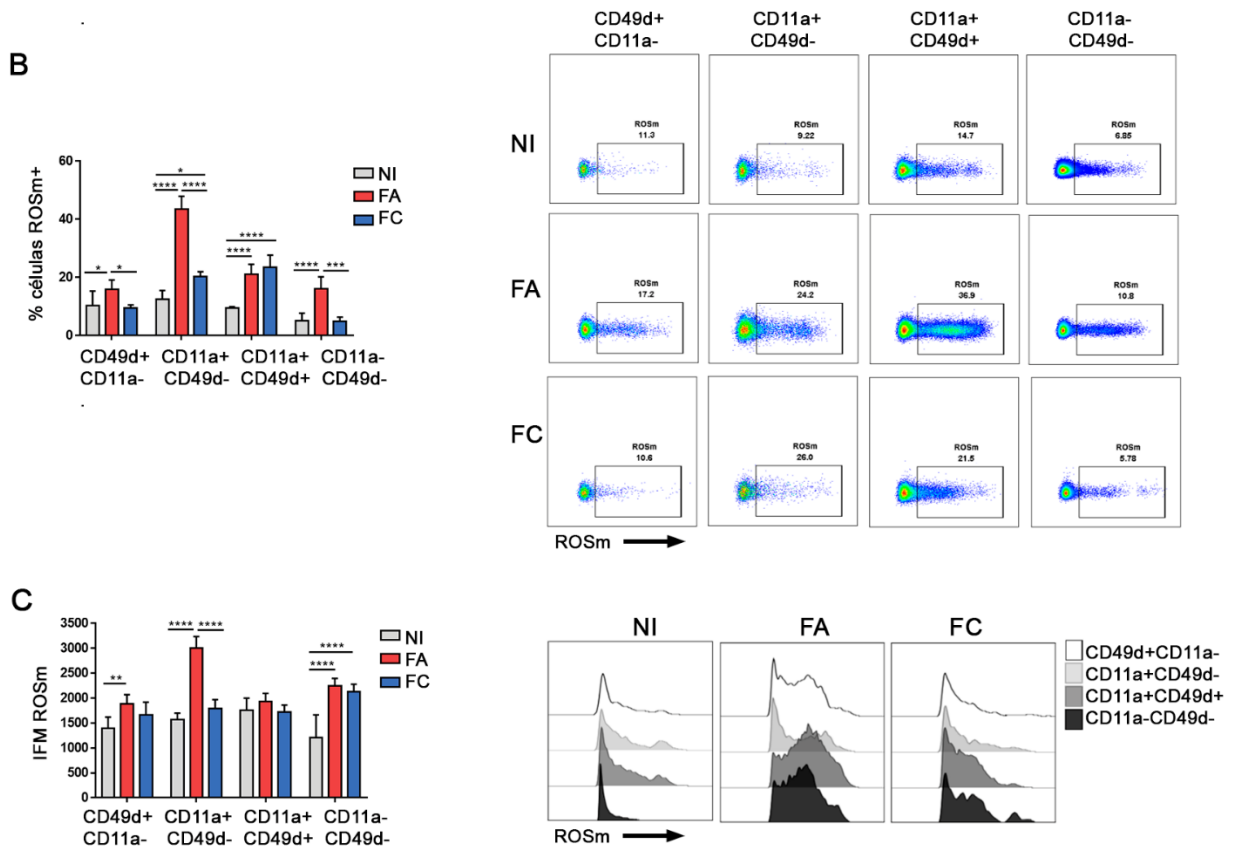 B
% células ROSm+
60
40
20
0
* *
**** ****
*
****
****
**** ***
NI
FA
FC
CD49d+
CD11a-
CD11a+
CD49d-
CD11a+
CD49d+
CD11a-
CD49d-
CD49d+
CD11a-
CD11a+
CD49d-
CD11a+
CD49d+
CD11a-
CD49d-
NI
ROSm
11.3
ROSm
9.22
ROSm
14.7
ROSm
6.85
FA
ROSm
17.2
ROSm
24.2
ROSm
36.9
ROSm
10.8
FC
ROSm
10.6
ROSm
26.0
ROSm
21.5
ROSm
5.78
ROSm
C
IFM ROSm
3500
3000
2500
2000
1500
1000
500
0
**
**** ****
****
****
NI
FA
FC
CD49d+
CD11a-
CD11a+
CD49d-
CD11a+
CD49d+
CD11a-
CD49d-
NI
FA
FC
CD49d+CD11a-
CD11a+CD49d-
CD11a+CD49d+
CD11a-CD49d-
ROSm